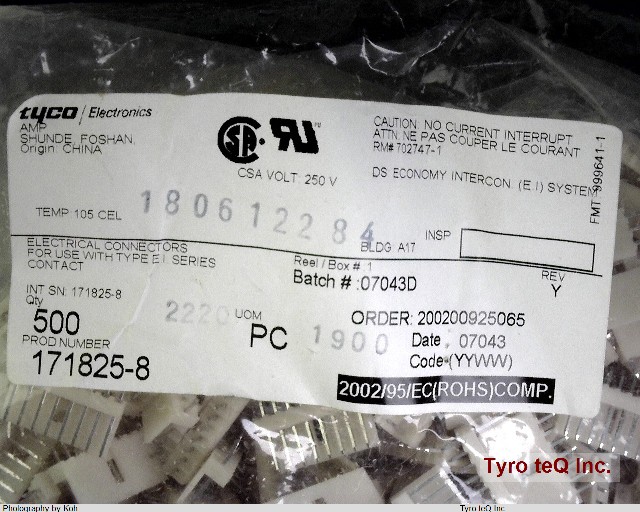 tyco / Electronics
AMP
SHUNDE, FOSHAN
Origin: CHINA
CSA VOLT: 250 V
CAUTION: NO CURRENT INTERRUPT
ATTN: NE PAS COUPER LE COURANT
RM# 702747-1
DS ECONOMY INTERCON. (E.I.) SYSTEM
FMT 999641-1
TEMP: 105 CEL
1806122284
BLDG. A17
INSP
ELECTRICAL CONNECTORS
FOR USE WITH TYPE E.I. SERIES
CONTACT
Reel / Box # 1
Batch # :07043D
REV
Y
INT SN: 171825-8
Qty
500
2220
UOM
PC
1900
ORDER: 200200925065
Date : 07043
Code (YYWW)
PROD NUMBER
171825-8
2002/95/EC(ROHS)COMP.
Tyro teQ Inc.
Photography by Koh
Tyro teQ Inc